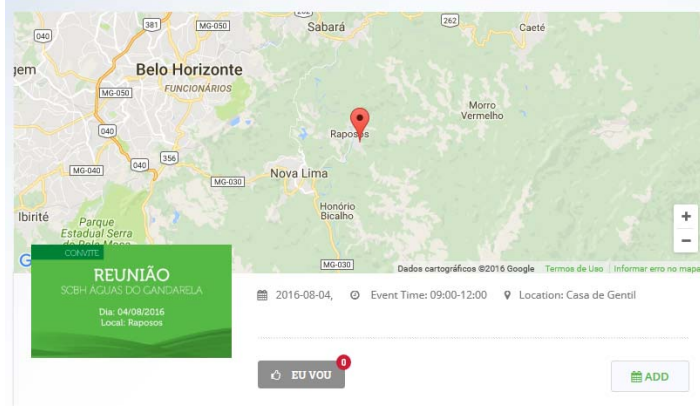 040
381
MG-050
Sabará
262
262
Caeté
Belo Horizonte
FUNCIONÁRIOS
MG-050
Morro
Vermelho
040
Raposos
356
MG-040
040
MG-030
Nova Lima
Honório
Bicalho
Ibirité
Parque
Estadual Serra
+
−
G
MG-030
Dados cartográficos ©2016 Google
Termos de Uso
Informar erro no mapa
CONVITE
REUNIÃO
SCBH ÁGUAS DO GANDARELA
Dia: 04/08/2016
Local: Raposos
2016-08-04,
Event Time: 09:00-12:00
Location: Casa de Gentil
EU VOU
0
ADD